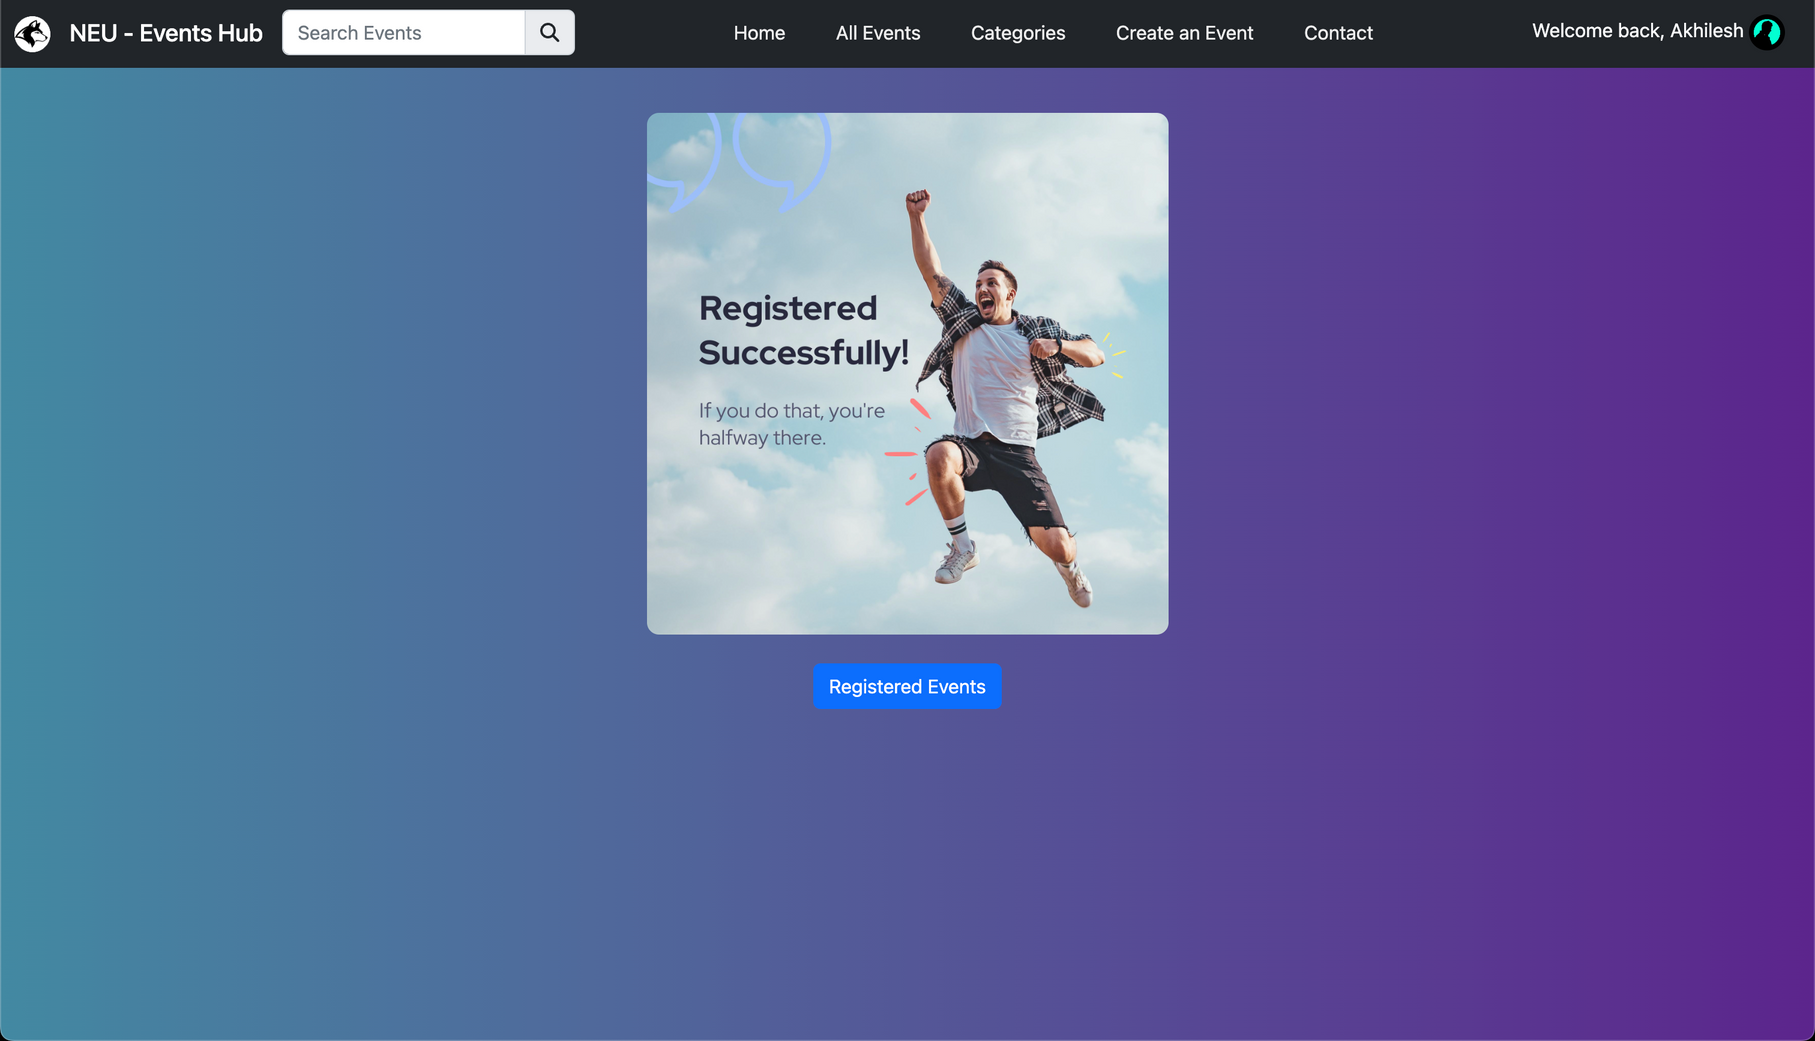 NEU - Events Hub
Search Events
Home
All Events
Categories
Create an Event
Contact
Welcome back, Akhilesh
Registered
Successfully!
If you do that, you're
halfway there.
Registered Events